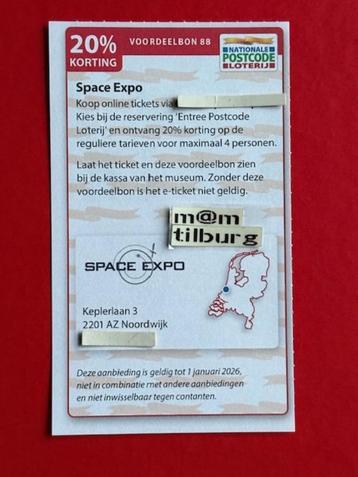 20%
KORTING
VOORDEELBON 88
NATIONALE
POSTCODE
LOTERIJ
Space Expo
Koop online tickets via
Kies bij de reservering 'Entree Postcode
Loterij' en ontvang 20% korting op de
reguliere tarieven voor maximaal 4 personen.
Laat het ticket en deze voordeelbon zien
bij de kassa van het museum. Zonder deze
voordeelbon is het e-ticket niet geldig.
m@m
tilburg
SPACE EXPO
Keplerlaan 3
2201 AZ Noordwijk
Deze aanbieding is geldig tot 1 januari 2026,
niet in combinatie met andere aanbiedingen
en niet inwisselbaar tegen contanten.